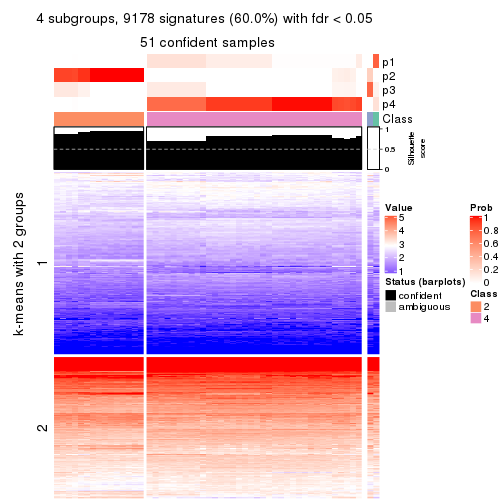 4 subgroups, 9178 signatures (60.0%) with fdr < 0.05
51 confident samples
p1
p2
p3
p4
Class
1
0.5
0
Silhouette
score
k-means with 2 groups
1
2
Value
5
4
3
2
1
Status (barplots)
confident
ambiguous
Prob
1
0.8
0.6
0.4
0.2
0
Class
2
4